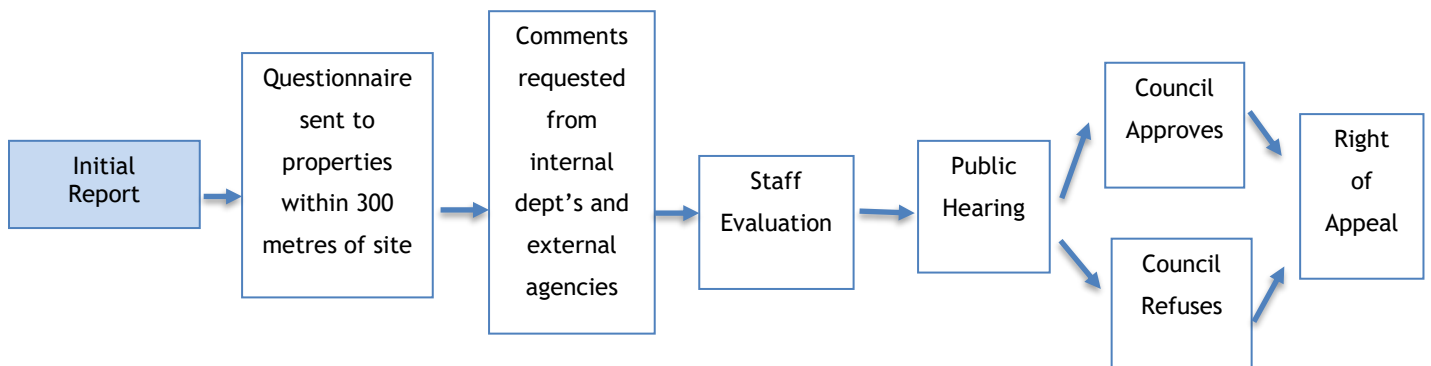 Initial
Report
Questionnaire
sent to
properties
within 300
metres of site
Comments
requested
from
internal
dept’s and
external
agencies
Staff
Evaluation
Public
Hearing
Council
Approves
Council
Refuses
Right
of
Appeal